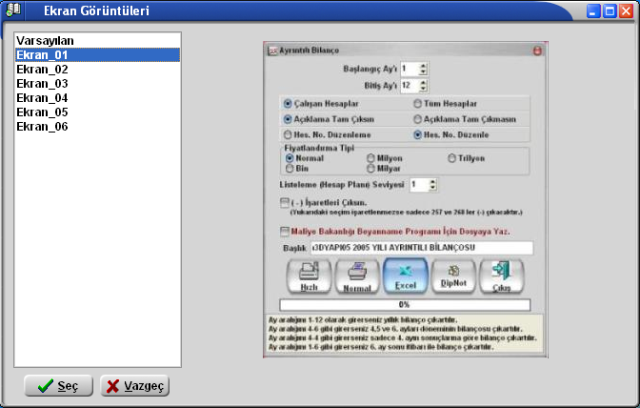 Ekran Görüntüleri
Varsayılan
Ekran_01
Ekran_02
Ekran_03
Ekran_04
Ekran_05
Ekran_06
Ayrıntılı Bilanço
Başlangıç Ay'ı 1
Bitiş Ay'ı 12
Çalışan Hesaplar Tüm Hesaplar
Açıklama Tam Çıksın Açıklama Tam Çıkmasın
Hes. No. Düzenleme Hes. No. Düzenle
Fiyatlandırma Tipi
Normal Milyon Trilyon
Bin Milyar
Listeleme (Hesap Planı) Seviyesi 1
( - ) İşaretleri Çıksın.
(Yukarıdaki seçim işaretlenmezse sadece 257 ve 268 ler (-) çıkaraktır.)
Maliye Bakanlığı Beyanname Programı İçin Dosyaya Yaz.
Başlık 2005 YILI AYRINTILI BİLANÇOSU
Hızlı Normal Excel DipNot Çıkış
0%
Ay aralığını 1-12 olarak girerseniz yıllık bilanço çıkartılır.
Ay aralığını 4-6 gibi girerseniz 4,5 ve 6. ayları döneminin bilançosu çıkartılır.
Ay aralığını 4-4 gibi girerseniz sadece 4. ayın sonuçlarına göre bilanço çıkartılır.
Ay aralığını 1-6 gibi girerseniz 6. ay sonu itibarı ile bilanço çıkartılır.
Seç Vazgeç